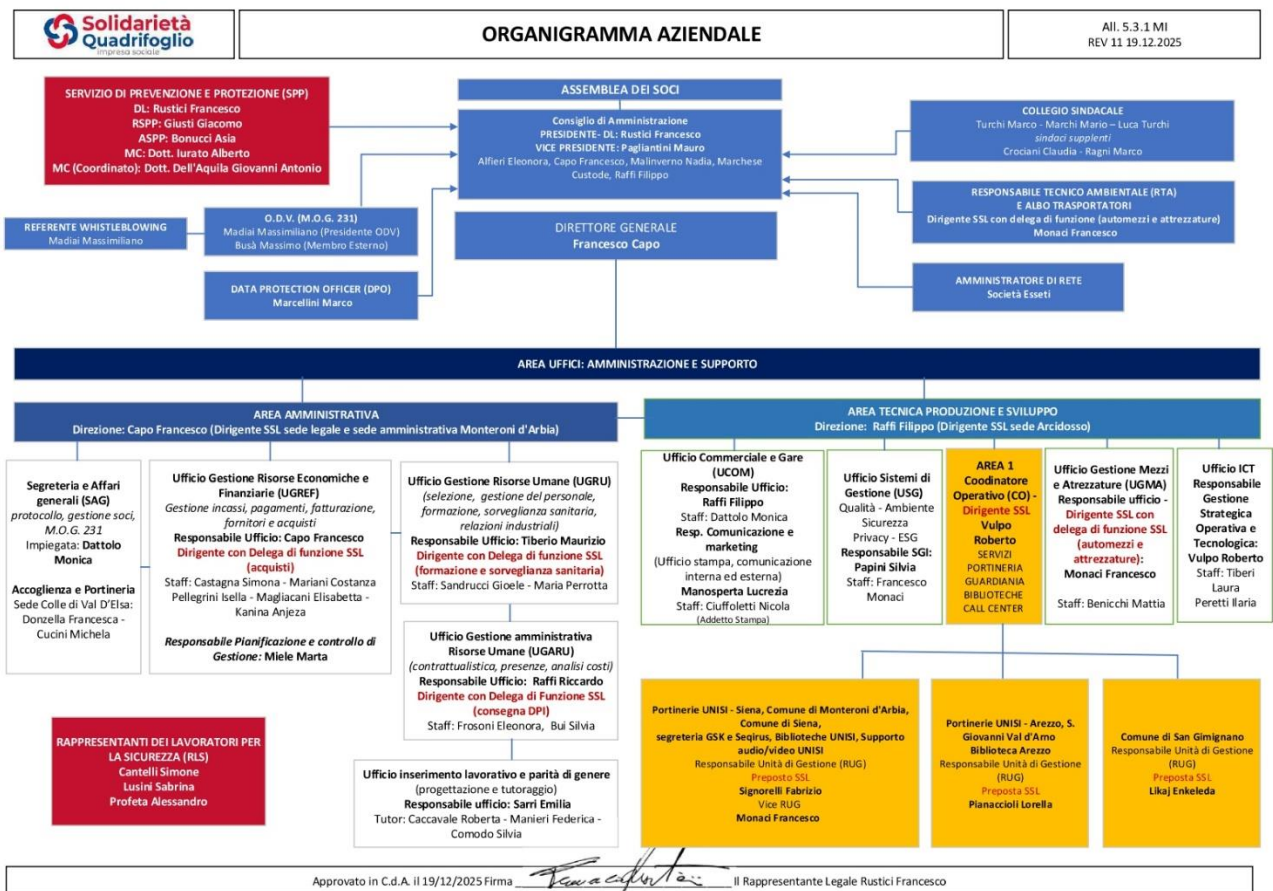 Solidarietà
Quadrifoglio
impresa sociale
ORGANIGRAMMA AZIENDALE
All. 5.3.1 MI
REV 11 19.12.2025
SERVIZIO DI PREVENZIONE E PROTEZIONE (SPP)
DL: Rustici Francesco
RSPP: Giusti Giacomo
ASPP: Bonucci Asia
MC: Dott. Iurato Alberto
MC (Coordinato): Dott. Dell'Aquila Giovanni Antonio
ASSEMBLEA DEI SOCI
Consiglio di Amministrazione
PRESIDENTE- DL: Rustici Francesco
VICE PRESIDENTE: Pagliantini Mauro
Alfieri Eleonora, Capo Francesco, Malinverno Nadia, Marchese
Custode, Raffi Filippo
COLLEGIO SINDACALE
Turchi Marco - Marchi Mario – Luca Turchi
sindaci supplenti
Crociani Claudia - Ragni Marco
RESPONSABILE TECNICO AMBIENTALE (RTA)
E ALBO TRASPORTATORI
Dirigente SSL con delega di funzione (automezzi e attrezzature)
Monaci Francesco
REFERENTE WHISTLEBLOWING
Madiai Massimiliano
O.D.V. (M.O.G. 231)
Madiai Massimiliano (Presidente ODV)
Busà Massimo (Membro Esterno)
DIRETTORE GENERALE
Francesco Capo
DATA PROTECTION OFFICER (DPO)
Marcellini Marco
AMMINISTRATORE DI RETE
Società Esseti
AREA UFFICI: AMMINISTRAZIONE E SUPPORTO
AREA AMMINISTRATIVA
Direzione: Capo Francesco (Dirigente SSL sede legale e sede amministrativa Monteroni d'Arbia)
AREA TECNICA PRODUZIONE E SVILUPPO
Direzione: Raffi Filippo (Dirigente SSL sede Arcidosso)
Segreteria e Affari
generali (SAG)
protocollo, gestione soci,
M.O.G. 231
Impiegata: Dattolo
Monica
Accoglienza e Portineria
Sede Colle di Val D'Elsa:
Donzella Francesca -
Cucini Michela
Ufficio Gestione Risorse Economiche e
Finanziarie (UGREF)
Gestione incassi, pagamenti, fatturazione,
fornitori e acquisti
Responsabile Ufficio: Capo Francesco
Dirigente con Delega di funzione SSL
(acquisti)
Staff: Castagna Simona - Mariani Costanza
Pellegrini Isella - Magliacani Elisabetta -
Kanina Anjeza
Responsabile Pianificazione e controllo di
Gestione: Miele Marta
Ufficio Gestione Risorse Umane (UGRU)
(selezione, gestione del personale,
formazione, sorveglianza sanitaria,
relazioni industriali)
Responsabile Ufficio: Tiberio Maurizio
Dirigente con Delega di funzione SSL
(formazione e sorveglianza sanitaria)
Staff: Sandrucci Gioele - Maria Perrotta
Ufficio Gestione amministrativa
Risorse Umane (UGARU)
(contrattualistica, presenze, analisi costi)
Responsabile Ufficio: Raffi Riccardo
Dirigente con Delega di Funzione SSL
(consegna DPI)
Staff: Frosoni Eleonora, Bui Silvia
Ufficio inserimento lavorativo e parità di genere
(progettazione e tutoraggio)
Responsabile ufficio: Sarri Emilia
Tutor: Caccavale Roberta - Manieri Federica -
Comodo Silvia
Ufficio Commerciale e Gare
(UCOM)
Responsabile Ufficio:
Raffi Filippo
Staff: Dattolo Monica
Resp. Comunicazione e
marketing
(Ufficio stampa, comunicazione
interna ed esterna)
Manosperta Lucrezia
Staff: Ciuffoletti Nicola
(Addetto Stampa)
Ufficio Sistemi di
Gestione (USG)
Qualità - Ambiente
Sicurezza
Privacy - ESG
Responsabile SGI:
Papini Silvia
Staff: Francesco
Monaci
AREA 1
Coodinatore
Operativo (CO) -
Dirigente SSL
Vulpo
Roberto
SERVIZI
PORTINERIA
GUARDIANIA
BIBLIOTECHE
CALL CENTER
Ufficio Gestione Mezzi
e Atrezzature (UGMA)
Responsabile ufficio -
Dirigente SSL con
delega di funzione SSL
(automezzi e
attrezzature):
Monaci Francesco
Staff: Benicchi Mattia
Ufficio ICT
Responsabile
Gestione
Strategica
Operativa e
Tecnologica:
Vulpo Roberto
Staff: Tiberi
Laura
Peretti Ilaria
RAPPRESENTANTI DEI LAVORATORI PER
LA SICUREZZA (RLS)
Cantelli Simone
Lusini Sabrina
Profeta Alessandro
Portinerie UNISI - Siena, Comune di Monteroni d'Arbia,
Comune di Siena,
segreteria GSK e Seqirus, Biblioteche UNISI, Supporto
audio/video UNISI
Responsabile Unità di Gestione (RUG)
Preposto SSL
Signorelli Fabrizio
Vice RUG
Monaci Francesco
Portinerie UNISI - Arezzo, S.
Giovanni Val d'Arno
Biblioteca Arezzo
Responsabile Unità di Gestione
(RUG)
Preposta SSL
Pianaccioli Lorella
Comune di San Gimignano
Responsabile Unità di Gestione
(RUG)
Preposta SSL
Likaj Enkeleda
Approvato in C.d.A. il 19/12/2025 Firma Il Rappresentante Legale Rustici Francesco